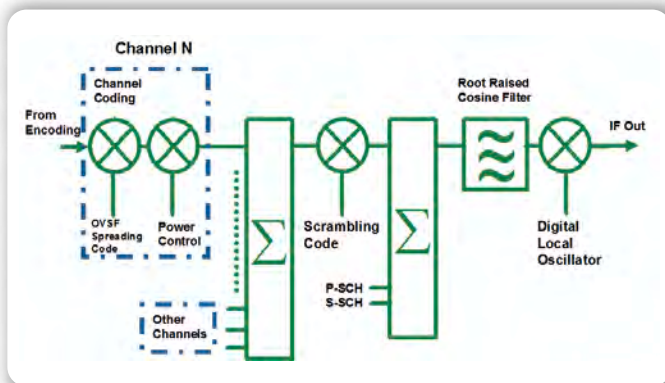 Channel N
Channel
Coding
From
Encoding
OVSF
Spreading
Code
Power
Control
Other
Channels
Σ
Scrambling
Code
P-SCH
S-SCH
Σ
Root Raised
Cosine Filter
IF Out
Digital
Local
Oscillator